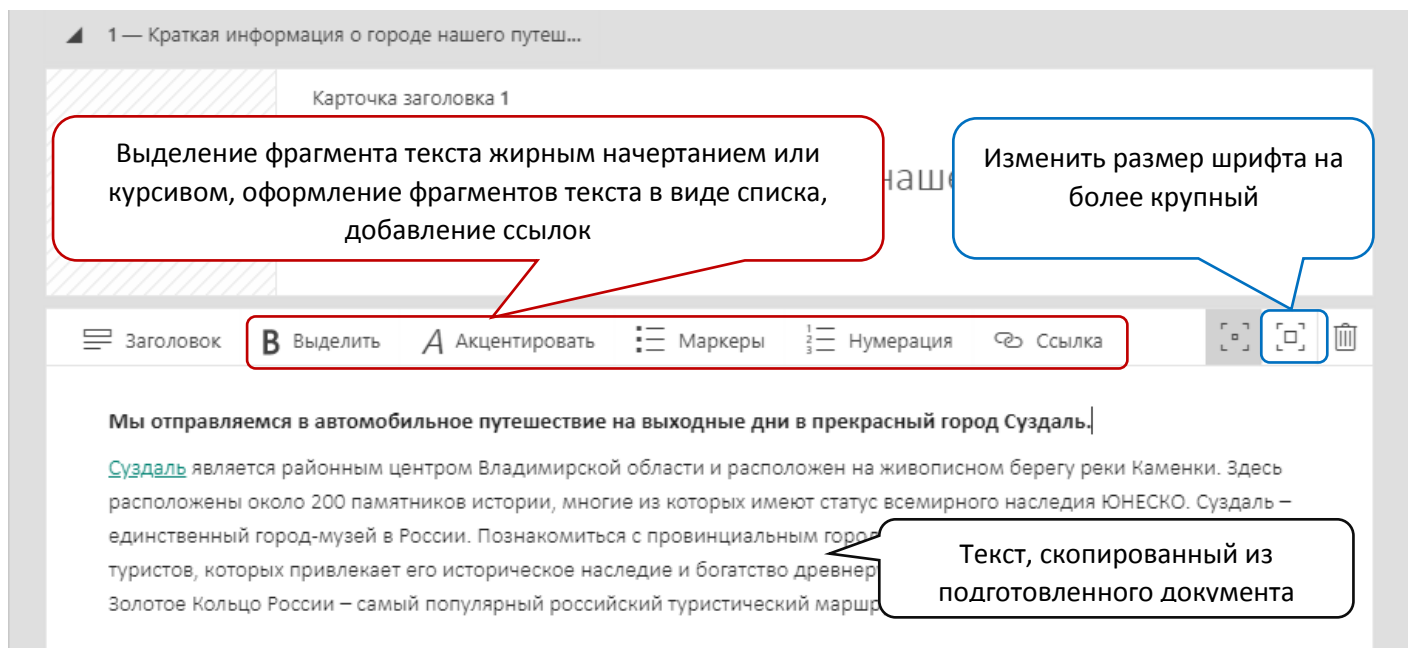 1 — Краткая информация о городе нашего путеш...
Карточка заголовка 1
Выделение фрагмента текста жирным начертанием или
курсивом, оформление фрагментов текста в виде списка,
добавление ссылок
Изменить размер шрифта на
более крупный
Заголовок B Выделить A Акцентировать Маркеры Нумерация Ссылка
Мы отправляемся в автомобильное путешествие на выходные дни в прекрасный город Суздаль.
Суздаль является районным центром Владимирской области и расположен на живописном берегу реки Каменки. Здесь
расположены около 200 памятников истории, многие из которых имеют статус всемирного наследия ЮНЕСКО. Суздаль –
единственный город-музей в России. Познакомиться с провинциальным
туристов, которых привлекает его историческое наследие и богатство
Золотое Кольцо России – самый популярный российский туристический
Текст, скопированный из
подготовленного документа